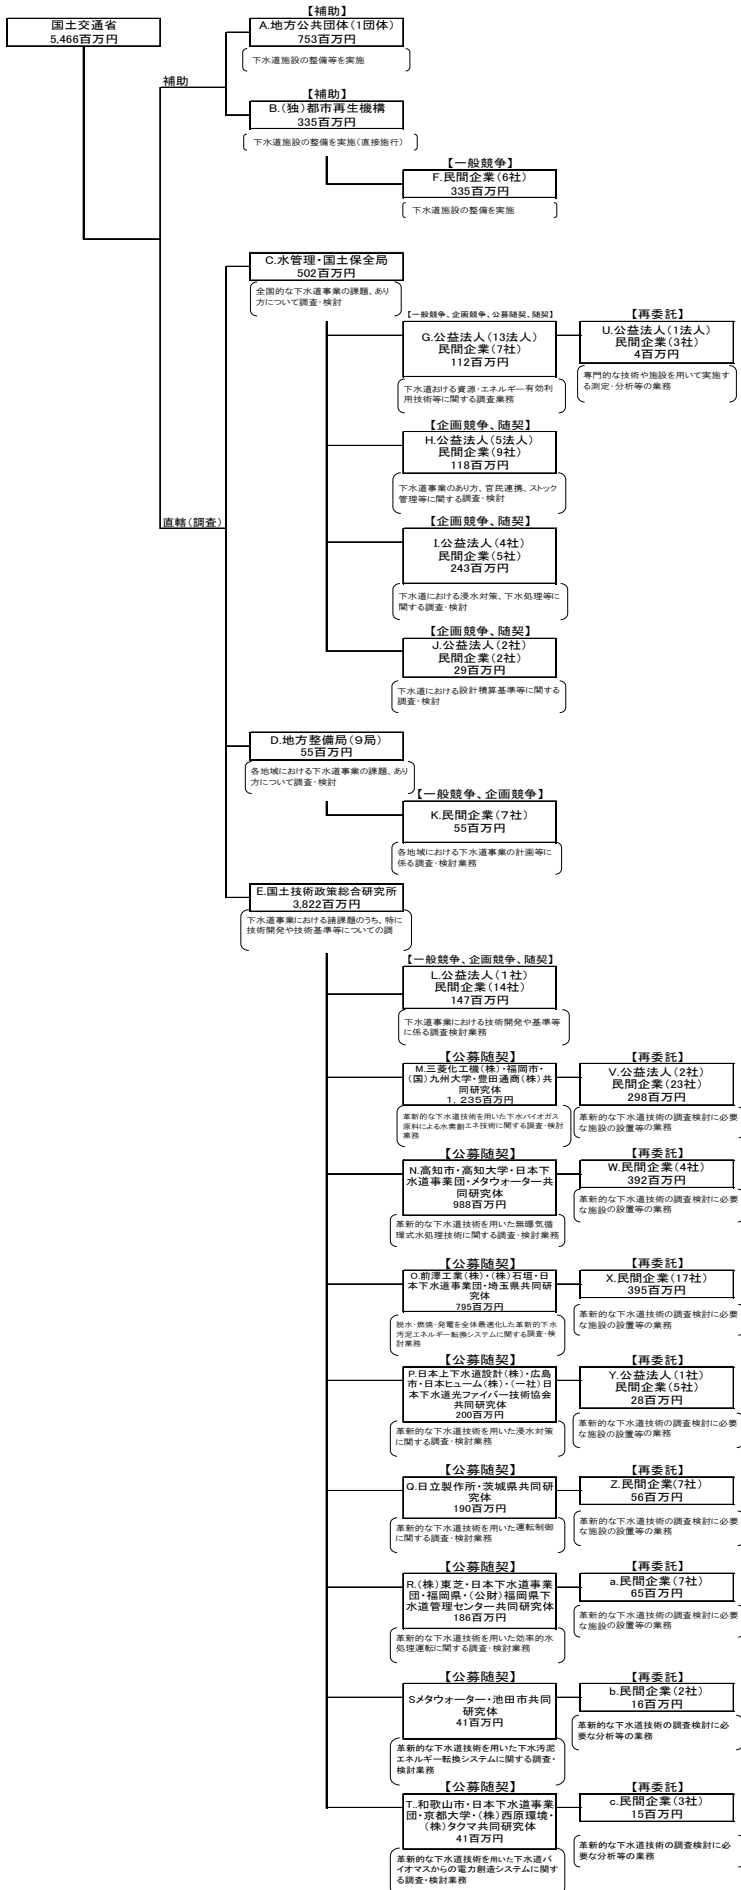 国土交通省
5,466百万円
補助
【補助】
A.地方公共団体(1団体)
753百万円
下水道施設の整備等を実施
【補助】
B.(独)都市再生機構
335百万円
下水道施設の整備を実施(直接施行)
【一般競争】
F.民間企業(6社)
335百万円
下水道施設の整備を実施
直轄(調査)
C.水管理・国土保全局
502百万円
全国的な下水道事業の課題、あり
方について調査・検討
【一般競争、企画競争、公募随契、随契】
G.公益法人(13法人)
民間企業(7社)
112百万円
下水道おける資源・エネルギー有効利
用技術等に関する調査業務
【再委託】
U.公益法人(1法人)
民間企業(3社)
4百万円
専門的な技術や施設を用いて実施す
る測定・分析等の業務
【企画競争、随契】
H.公益法人(5法人)
民間企業(9社)
118百万円
下水道事業のあり方、官民連携、ストック
管理等に関する調査・検討
【企画競争、随契】
I.公益法人(4社)
民間企業(5社)
243百万円
下水道における浸水対策、下水処理等に
関する調査・検討
【企画競争、随契】
J.公益法人(2社)
民間企業(2社)
29百万円
下水道における設計積算基準等に関する
調査・検討
D.地方整備局(9局)
55百万円
各地域における下水道事業の課題、あり
方について調査・検討
【一般競争、企画競争】
K.民間企業(7社)
55百万円
各地域における下水道事業の計画等に
係る調査・検討業務
E.国土技術政策総合研究所
3,822百万円
下水事業における諸課題のうち、特に
技術開発や技術基準等についての調
【一般競争、企画競争、随契】
L.公益法人(1社)
民間企業(14社)
147百万円
下水道事業における技術開発や基準等
に係る調査検討業務
【公募随契】
M.三菱化工機(株)・福岡市・
(国)九州大学・豊田通商(株)共
同研究体
1,235百万円
革新的な下水道技術を用いた下水バイオガス
原料による水素創エネ技術に関する調査・検討
業務
【再委託】
V.公益法人(2社)
民間企業(23社)
298百万円
革新的な下水道技術の調査検討に必要
な施設の設置等の業務
【公募随契】
N.高知市・高知大学・日本下
水道事業団・メタウォーター共
同研究体
988百万円
革新的な下水道技術を用いた無曝気循
環式水処理技術に関する調査・検討業務
【再委託】
W.民間企業(4社)
392百万円
革新的な下水道技術の調査検討に必要
な施設の設置等の業務
【公募随契】
O.前澤工業(株)・(株)石垣・日
本下水道事業団・埼玉県共同研
究体
795百万円
脱水・燃焼・発電を全体最適化した革新的下水
汚泥エネルギー転換システムに関する調査・検
討業務
【再委託】
X.民間企業(17社)
395百万円
革新的な下水道技術の調査検討に必要
な施設の設置等の業務
【公募随契】
P.日本上下水道設計(株)・広島
市・日本ヒューム(株)・(一社)日
本下水道光ファイバー技術協会
共同研究体
200百万円
革新的な下水道技術を用いた浸水対策
に関する調査・検討業務
【再委託】
Y.公益法人(1社)
民間企業(5社)
28百万円
革新的な下水道技術の調査検討に必要
な施設の設置等の業務
【公募随契】
Q.日立製作所・茨城県共同研
究体
190百万円
革新的な下水道技術を用いた運転制御
に関する調査・検討業務
【再委託】
Z.民間企業(7社)
56百万円
革新的な下水道技術の調査検討に必要
な施設の設置等の業務
【公募随契】
R.(株)東芝・日本下水道事業
団・福岡県・(公財)福岡県下
水道管理センター共同研究体
186百万円
革新的な下水道技術を用いた効率的水
処理運転に関する調査・検討業務
【再委託】
a.民間企業(7社)
65百万円
革新的な下水道技術の調査検討に必要
な施設の設置等の業務
【公募随契】
Sメタウォーター・池田市共同
研究体
41百万円
革新的な下水道技術を用いた下水汚泥
エネルギー転換システムに関する調査・
検討業務
【再委託】
b.民間企業(2社)
16百万円
革新的な下水道技術の調査検討に必
要な分析等の業務
【公募随契】
T..和歌山市・日本下水道事業
団・京都大学・(株)西原環境・
(株)タクマ共同研究体
41百万円
革新的な下水道技術を用いた下水道バ
イオマスからの電力創造システムに関す
る調査・検討業務
【再委託】
c.民間企業(3社)
15百万円
革新的な下水道技術の調査検討に必
要な分析等の業務